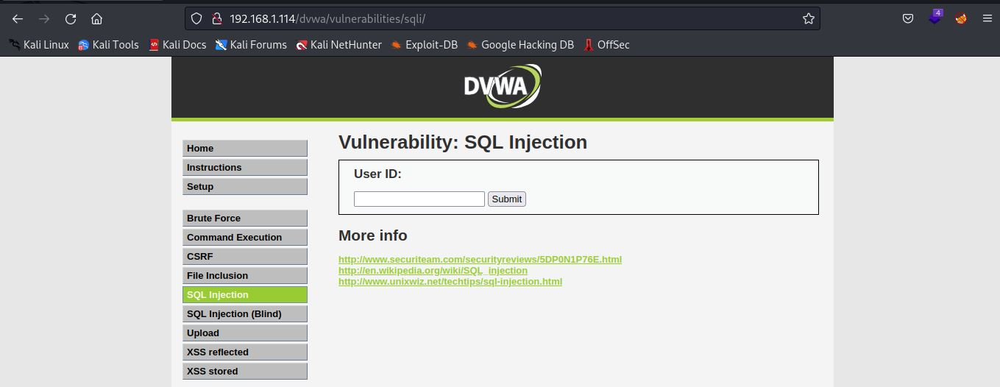 192.168.1.114/dvwa/vulnerabilities/sqli/
4
Kali Linux Kali Tools Kali Docs Kali Forums Kali NetHunter Exploit-DB Google Hacking DB OffSec
DVWA
Vulnerability: SQL Injection
Home
Instructions
Setup
Brute Force
Command Execution
CSRF
File Inclusion
SQL Injection
SQL Injection (Blind)
Upload
XSS reflected
XSS stored
User ID:
Submit
More info
http://www.securiteam.com/securityreviews/5DP0N1P76E.html
http://en.wikipedia.org/wiki/SQL_injection
http://www.unixwiz.net/techtips/sql-injection.html